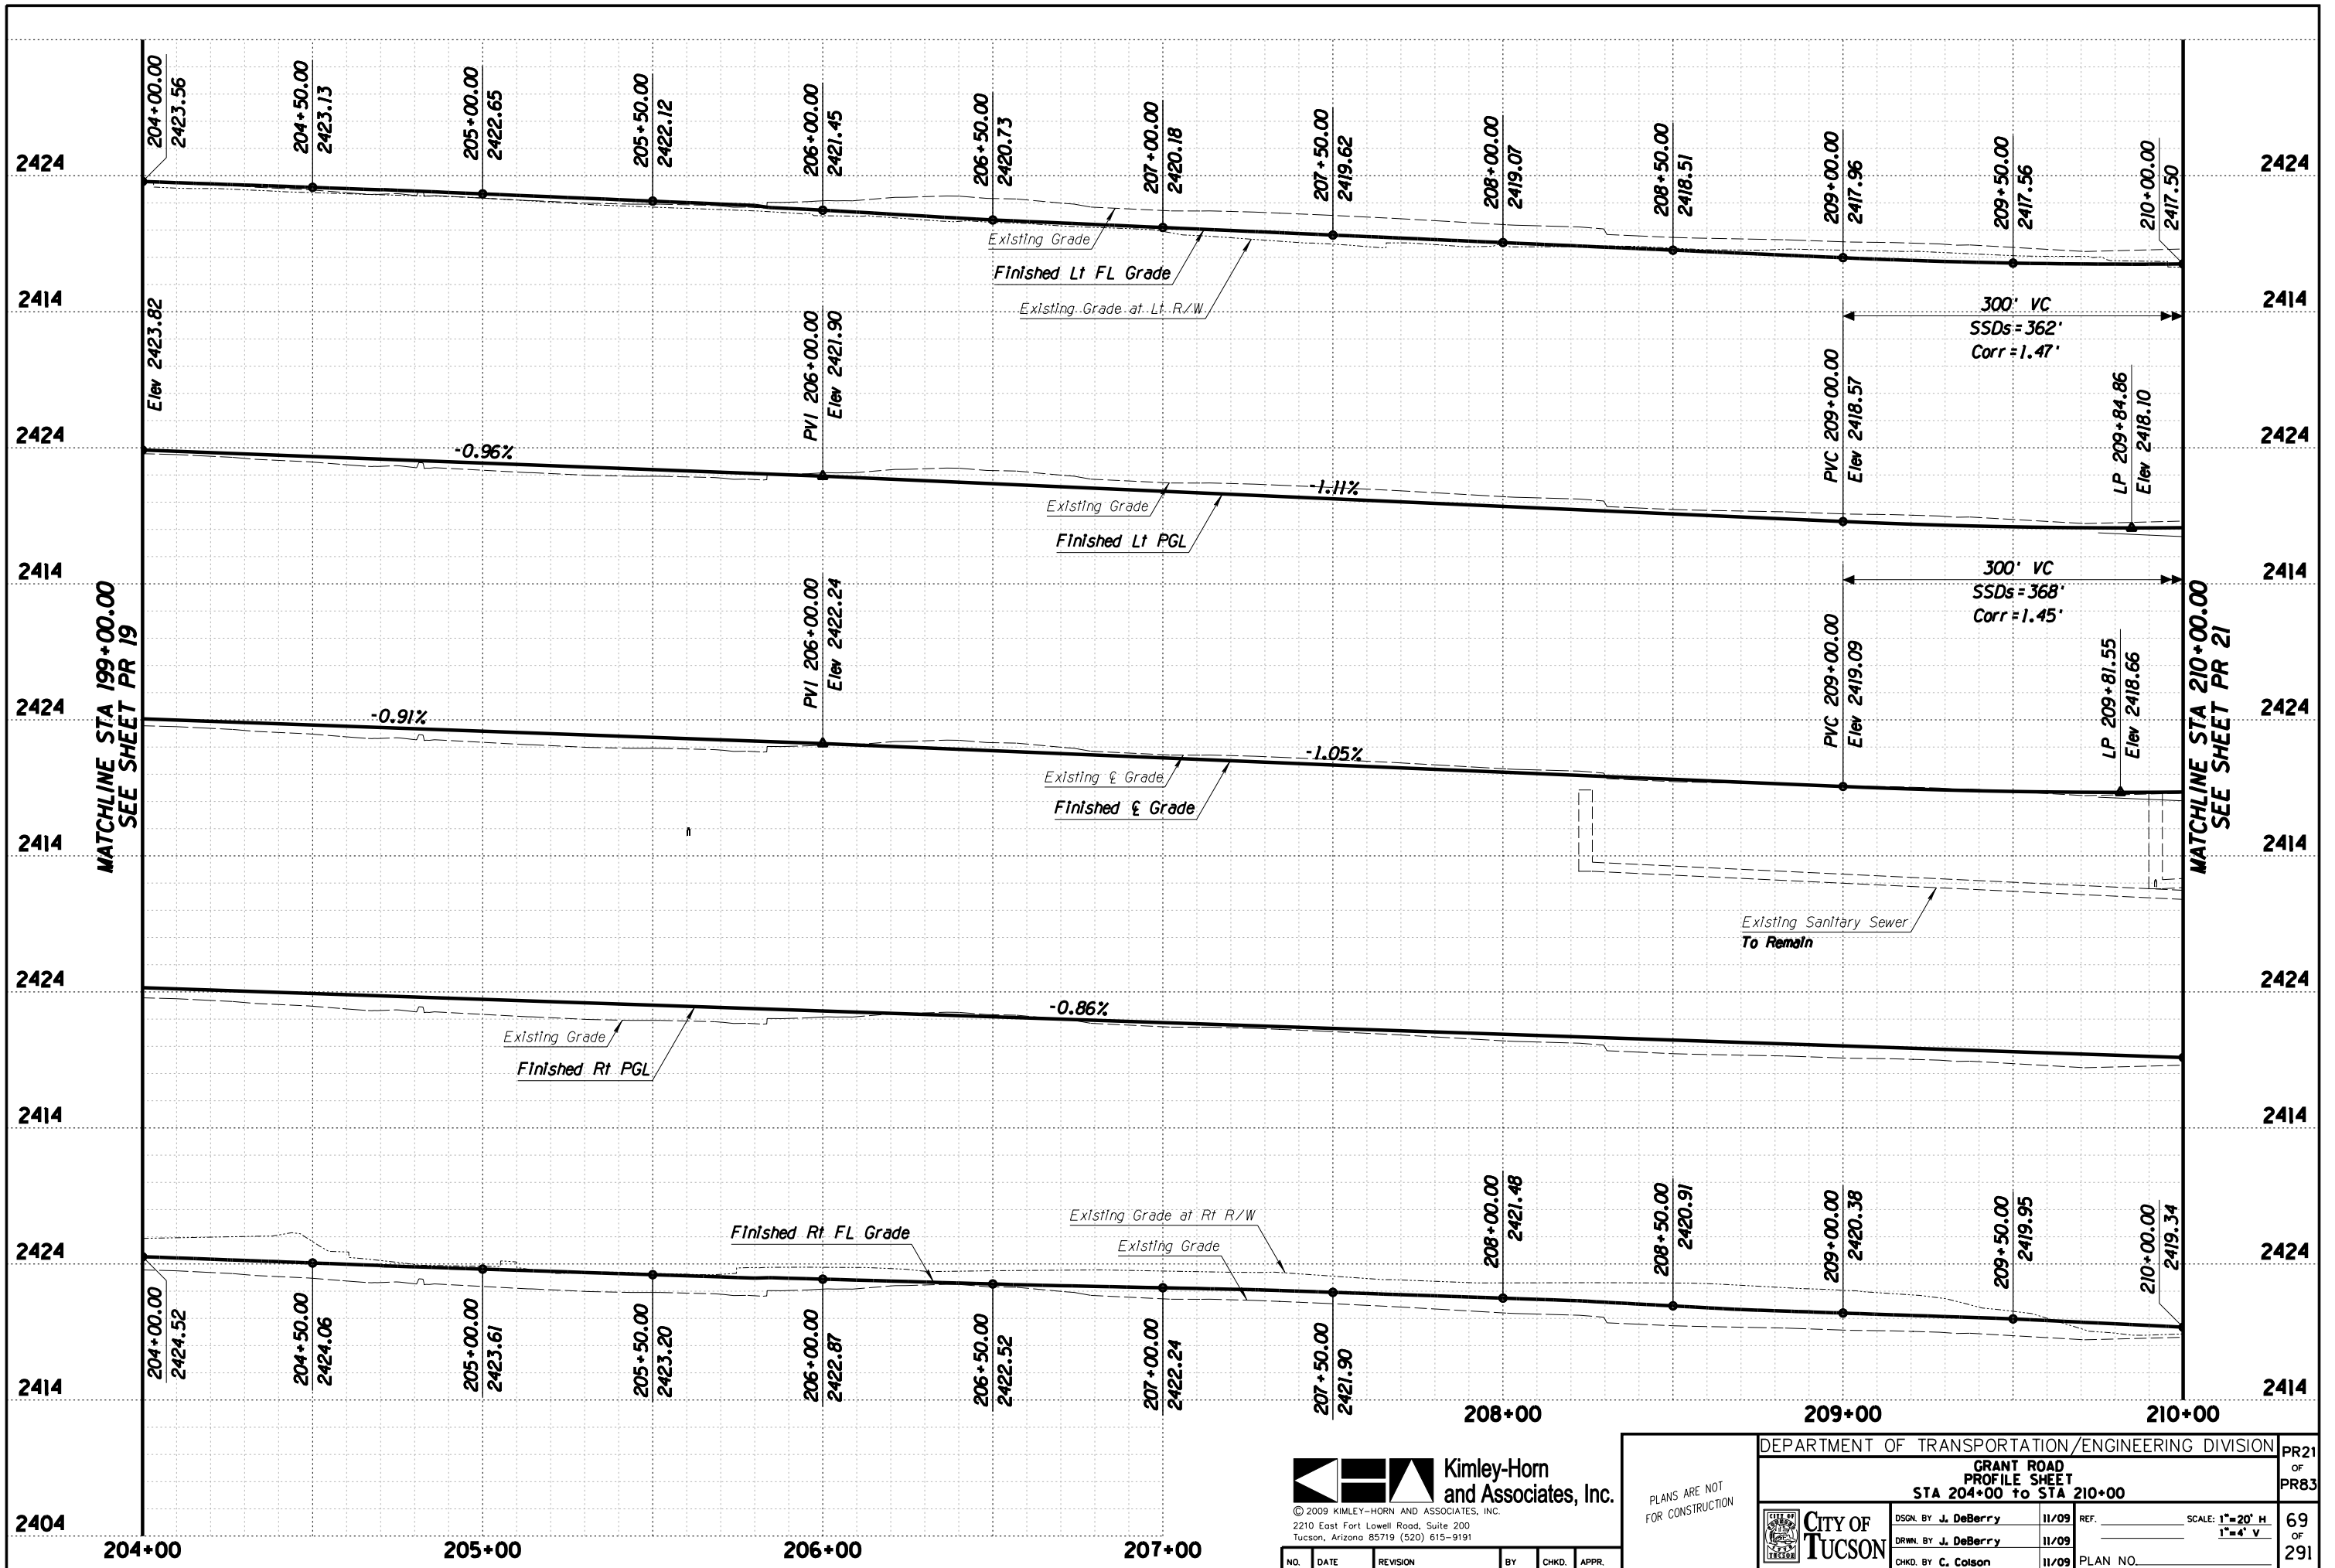 204+00.00
2423.56
204+50.00
2423.13
205+00.00
2422.65
205+50.00
2422.12
206+00.00
2421.45
206+50.00
2420.73
207+00.00
2420.18
207+50.00
2419.62
208+00.00
2419.07
208+50.00
2418.51
209+00.00
2417.96
209+50.00
2417.56
210+00.00
2417.50
2424
2424
Existing Grade
Finished Lt FL Grade
Existing Grade at Lt R/W
2414
2414
Elev 2423.82
PVI 206+00.00
Elev 2421.90
300' VC
SSDs=362'
Corr=1.47'
PVC 209+00.00
Elev 2418.57
LP 209+84.86
Elev 2418.10
2424
2424
-0.96%
-1.11%
Existing Grade
Finished Lt PGL
2414
2414
MATCHLINE STA 199+00.00
SEE SHEET PR 19
PVI 206+00.00
Elev 2422.24
300' VC
SSDs=368'
Corr=1.45'
PVC 209+00.00
Elev 2419.09
LP 209+81.55
Elev 2418.66
MATCHLINE STA 210+00.00
SEE SHEET PR 21
2424
2424
-0.91%
-1.05%
Existing ℄ Grade
Finished ℄ Grade
2414
2414
Existing Sanitary Sewer
To Remain
2424
2424
-0.86%
Existing Grade
Finished Rt PGL
2414
2414
Finished Rt FL Grade
Existing Grade at Rt R/W
Existing Grade
2424
2424
204+00.00
2424.52
204+50.00
2424.06
205+00.00
2423.61
205+50.00
2423.20
206+00.00
2422.87
206+50.00
2422.52
207+00.00
2422.24
207+50.00
2421.90
208+00.00
2421.48
208+50.00
2420.91
209+00.00
2420.38
209+50.00
2419.95
210+00.00
2419.34
2414
2414
208+00
209+00
210+00
2404
204+00
205+00
206+00
207+00
Kimley-Horn
and Associates, Inc.
© 2009 KIMLEY-HORN AND ASSOCIATES, INC.
2210 East Fort Lowell Road, Suite 200
Tucson, Arizona 85719 (520) 615-9191
NO. DATE REVISION BY CHKD. APPR.
PLANS ARE NOT
FOR CONSTRUCTION
DEPARTMENT OF TRANSPORTATION/ENGINEERING DIVISION
GRANT ROAD
PROFILE SHEET
STA 204+00 to STA 210+00
PR21
OF
PR83
CITY OF
TUCSON
DSGN. BY J. DeBerry 11/09
DRWN. BY J. DeBerry 11/09
CHKD. BY C. Colson 11/09
REF.
SCALE: 1"=20' H
1"=4' V
PLAN NO.
69
OF
291